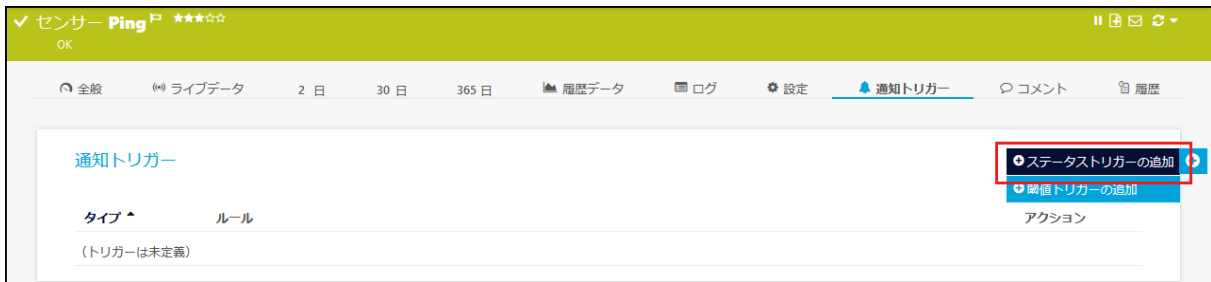 センサー Ping ★★★☆☆
OK
全般 ライブデータ 2 日 30 日 365 日 履歴データ ログ 設定 通知トリガー コメント 履歴
通知トリガー
ステータストリガーの追加
閾値トリガーの追加
タイプ ルール アクション
（トリガーは未定義）